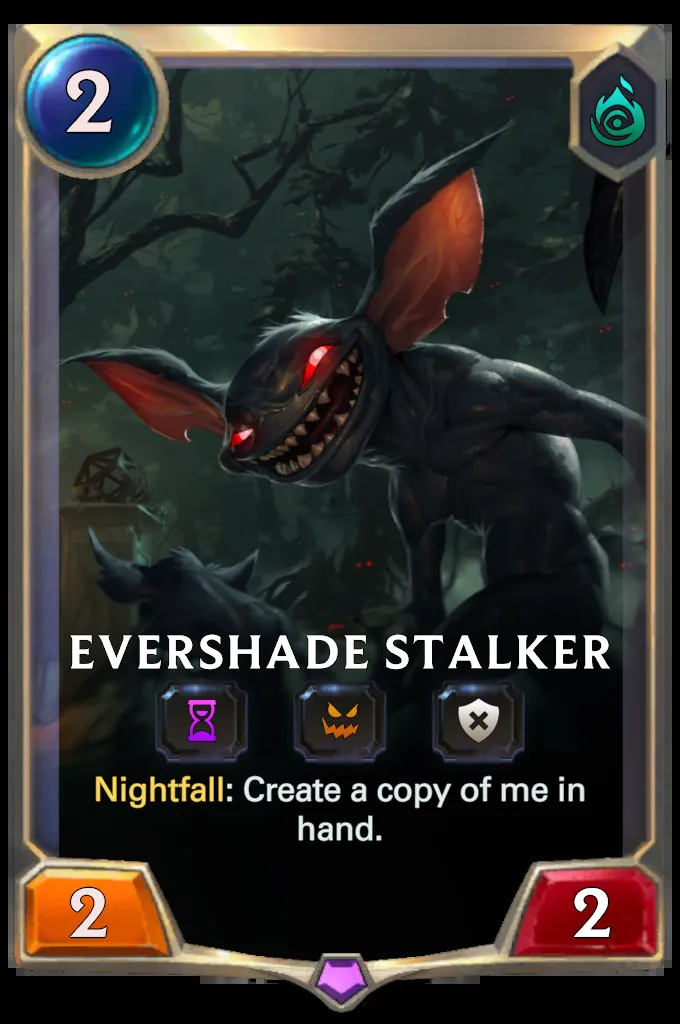 2
EVERSHADE STALKER
Nightfall: Create a copy of me in
hand.
2 2